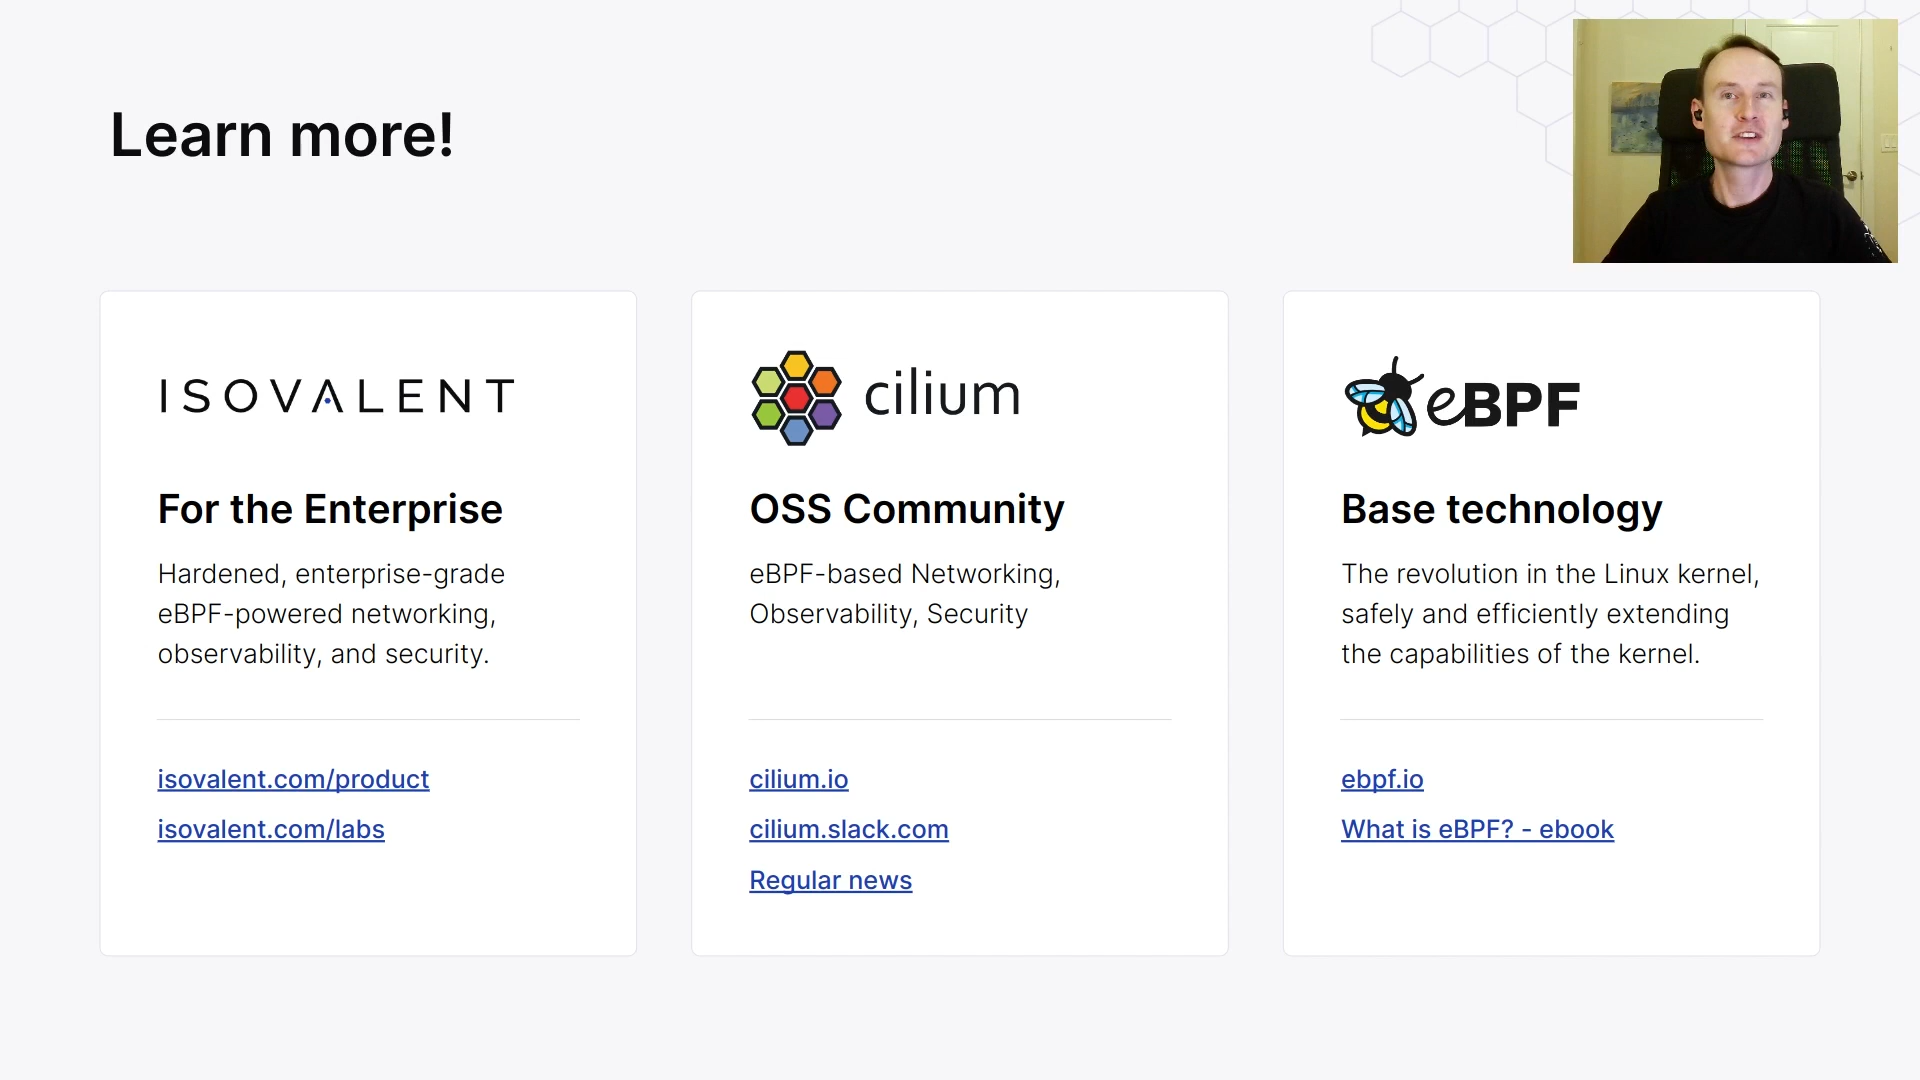 Learn more!
ISOVALENT
For the Enterprise
Hardened, enterprise-grade
eBPF-powered networking,
observability, and security.
isovalent.com/product
isovalent.com/labs
cilium
OSS Community
eBPF-based Networking,
Observability, Security
cilium.io
cilium.slack.com
Regular news
eBPF
Base technology
The revolution in the Linux kernel,
safely and efficiently extending
the capabilities of the kernel.
ebpf.io
What is eBPF? - ebook